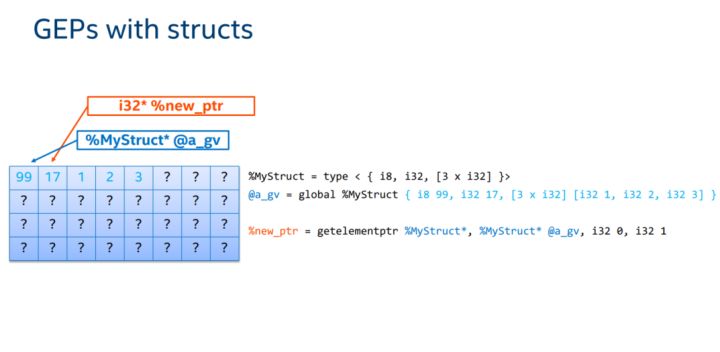 GEPs with structs
i32* %new_ptr
%MyStruct* @a_gv
99 17 1 2 3 ? ? ?
? ? ? ? ? ? ? ?
? ? ? ? ? ? ? ?
? ? ? ? ? ? ? ?
%MyStruct = type < { i8, i32, [3 x i32] }>
@a_gv = global %MyStruct { i8 99, i32 17, [3 x i32] [i32 1, i32 2, i32 3] }
%new_ptr = getelementptr %MyStruct*, %MyStruct* @a_gv, i32 0, i32 1